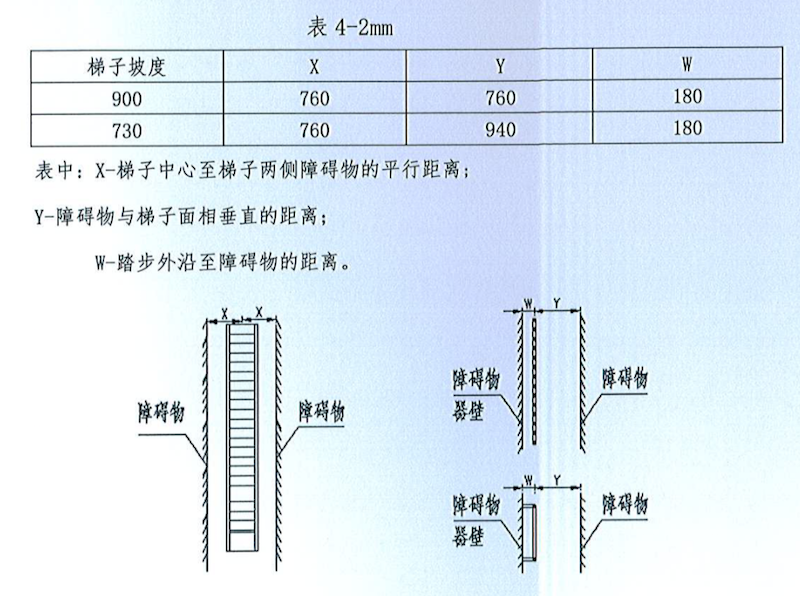 表 4-2mm
梯子坡度 X Y W
900 760 760 180
730 760 940 180
表中：X-梯子中心至梯子两侧障碍物的平行距离；
Y-障碍物与梯子面相垂直的距离；
W-踏步外沿至障碍物的距离。
X X
障碍物 障碍物
W Y
障碍物
器壁
障碍物
W Y
障碍物
器壁
障碍物